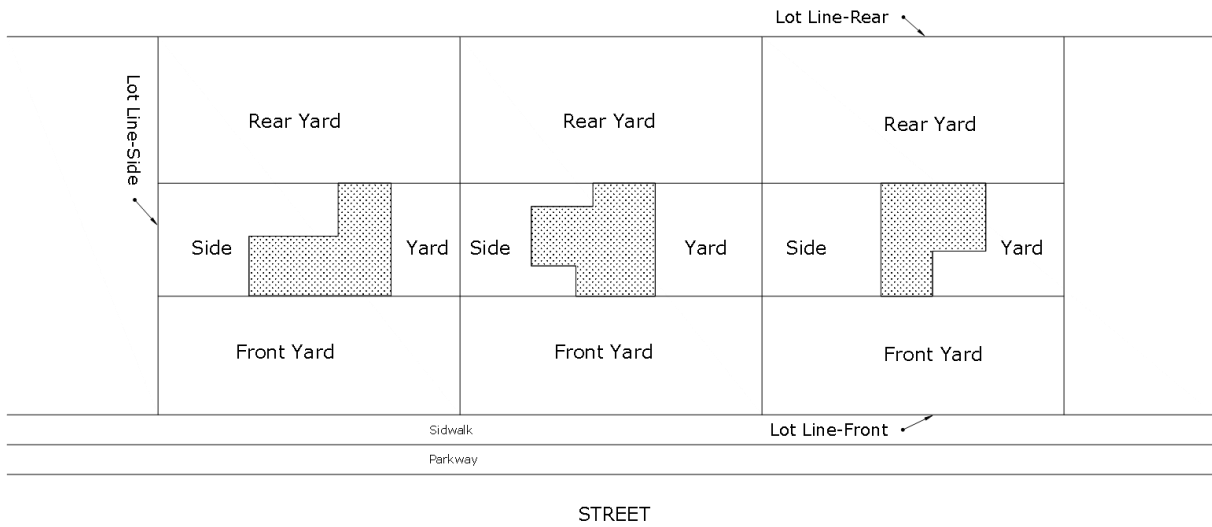 Lot Line-Rear
Lot Line-Side
Rear Yard
Rear Yard
Rear Yard
Side
Yard
Side
Yard
Side
Yard
Front Yard
Front Yard
Front Yard
Sidwalk
Lot Line-Front
Parkway
STREET